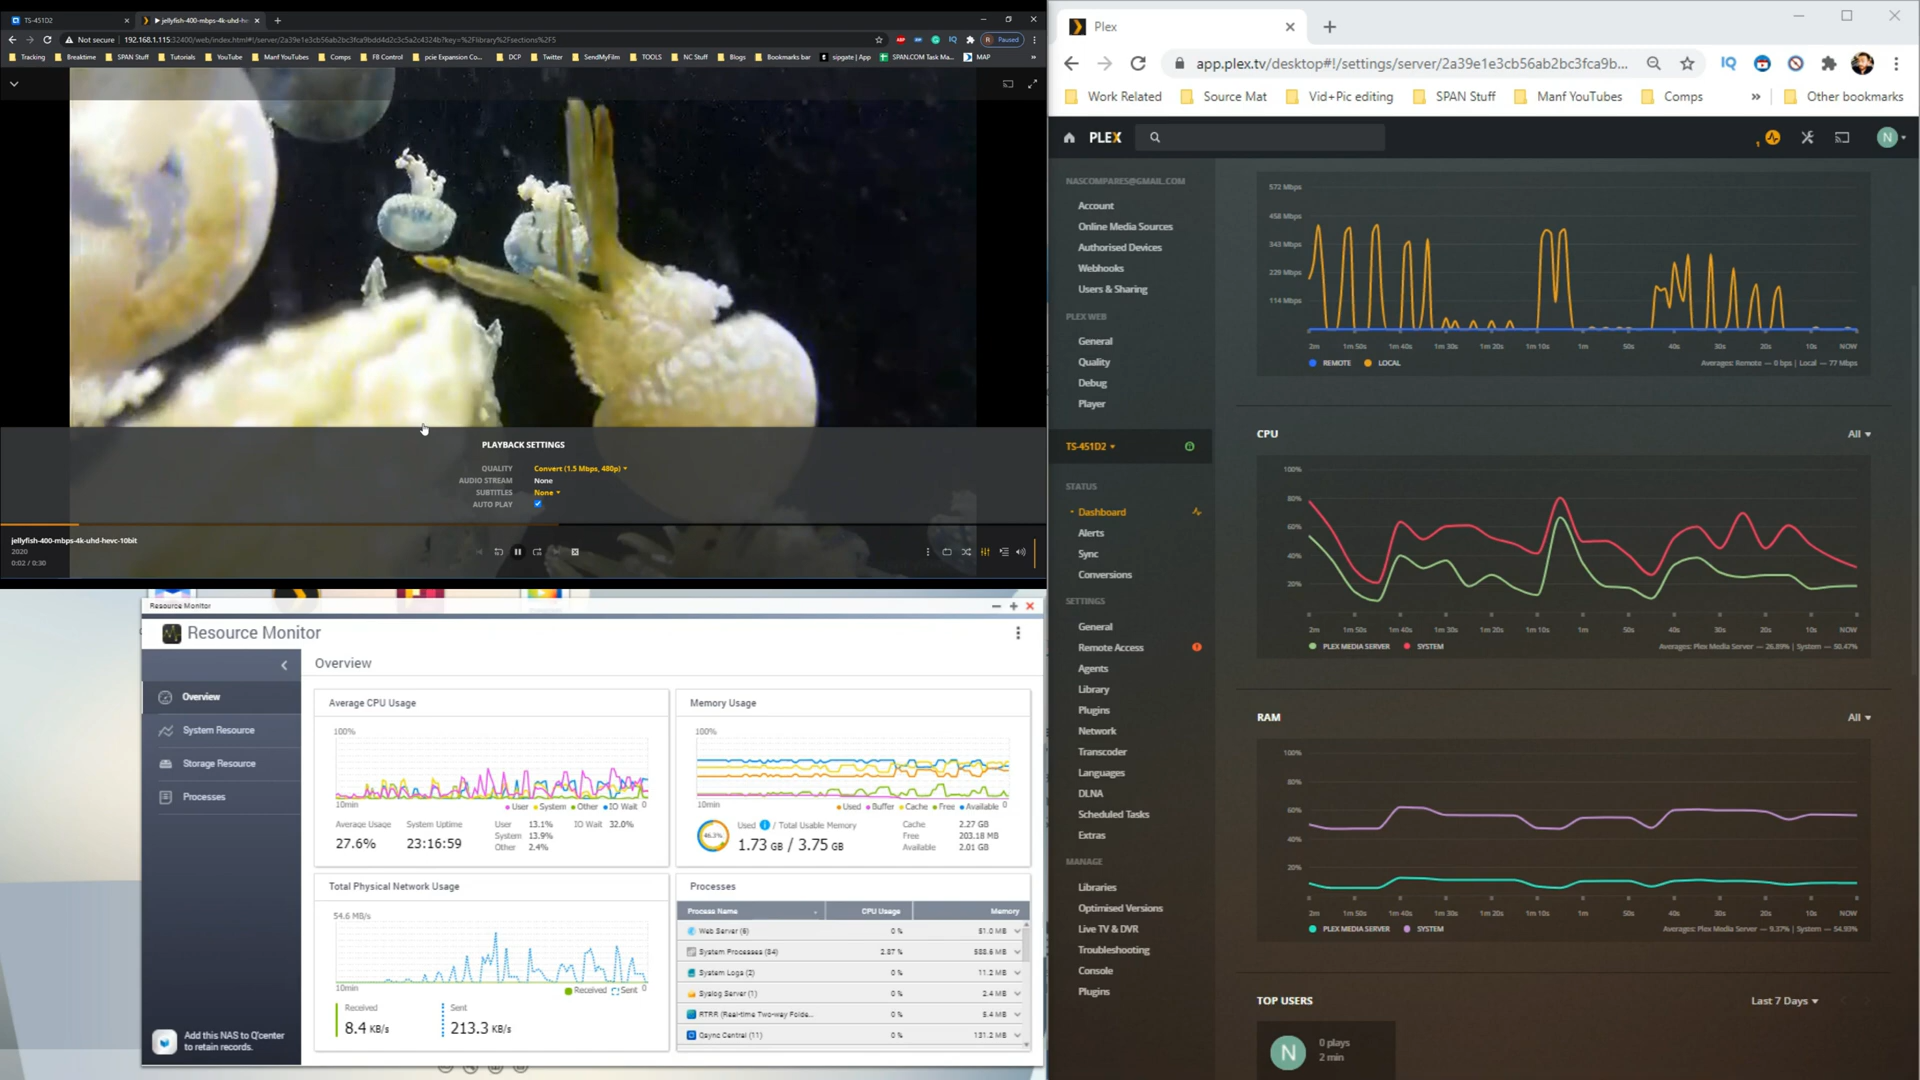 TS-451D2
jellyfish-400-mbps-4k-uhd-he
Not secure
192.168.1.115:32400/web/index.html#!/server/2a39e1e3cb56ab2bc3fca9bdd4d2c3c5a2c4324b?key=%2Flibrary%2Fsections%2F5
Paused
Tracking
Breaktime
SPAN Stuff
Tutorials
YouTube
Manf YouTubes
Comps
FB Control
pcie Expansion Co...
DCP
Twitter
SendMyFilm
TOOLS
NC Stuff
Blogs
Bookmarks bar
sipgate | App
SPAN.COM Task Ma...
MAP
PLAYBACK SETTINGS
QUALITY Convert (1.5 Mbps, 480p)
AUDIO STREAM None
SUBTITLES None
AUTO PLAY
jellyfish-400-mbps-4k-uhd-hevc-10bit
2020
0:02 / 0:30
Resource Monitor
Resource Monitor
Overview
Overview
System Resource
Storage Resource
Processes
Add this NAS to Q'center
to retain records.
Average CPU Usage
100%
10min
User System Other IO Wait 0
Average Usage
27.6%
System Uptime
23:16:59
User 13.1%
System 13.9%
Other 2.4%
IO Wait 32.0%
Memory Usage
100%
10min
Used Buffer Cache Free Available 0
46.3%
Used / Total Usable Memory
1.73 GB / 3.75 GB
Cache 2.27 GB
Free 203.18 MB
Available 2.01 GB
Total Physical Network Usage
54.6 MB/s
10min
Received Sent 0
Received
8.4 KB/s
Sent
213.3 KB/s
Processes
Process Name CPU Usage Memory
Web Server (6) 0 % 51.0 MB
System Processes (84) 2.87 % 588.6 MB
System Logs (2) 0 % 11.2 MB
Syslog Server (1) 0 % 2.4 MB
RTRR (Real-time Two-way Folde... 0 % 5.4 MB
Qsync Central (11) 0 % 131.2 MB
Plex
app.plex.tv/desktop#!/settings/server/2a39e1e3cb56ab2bc3fca9b...
IQ
Work Related
Source Mat
Vid+Pic editing
SPAN Stuff
Manf YouTubes
Comps
»
Other bookmarks
PLEX
1
N
NASCOMPARES@GMAIL.COM
Account
Online Media Sources
Authorised Devices
Webhooks
Users & Sharing
PLEX WEB
General
Quality
Debug
Player
TS-451D2
STATUS
Dashboard
Alerts
Sync
Conversions
SETTINGS
General
Remote Access
Agents
Library
Plugins
Network
Transcoder
Languages
DLNA
Scheduled Tasks
Extras
MANAGE
Libraries
Optimised Versions
Live TV & DVR
Troubleshooting
Console
Plugins
572 Mbps
458 Mbps
343 Mbps
229 Mbps
114 Mbps
2m 1m 50s 1m 40s 1m 30s 1m 20s 1m 10s 1m 50s 40s 30s 20s 10s NOW
REMOTE LOCAL
Averages: Remote — 0 bps | Local — 77 Mbps
CPU
All
100%
80%
60%
40%
20%
2m 1m 50s 1m 40s 1m 30s 1m 20s 1m 10s 1m 50s 40s 30s 20s 10s NOW
PLEX MEDIA SERVER SYSTEM
Averages: Plex Media Server — 26.89% | System — 50.47%
RAM
All
100%
80%
60%
40%
20%
2m 1m 50s 1m 40s 1m 30s 1m 20s 1m 10s 1m 50s 40s 30s 20s 10s NOW
PLEX MEDIA SERVER SYSTEM
Averages: Plex Media Server — 9.37% | System — 54.93%
TOP USERS
Last 7 Days
N
0 plays
2 min